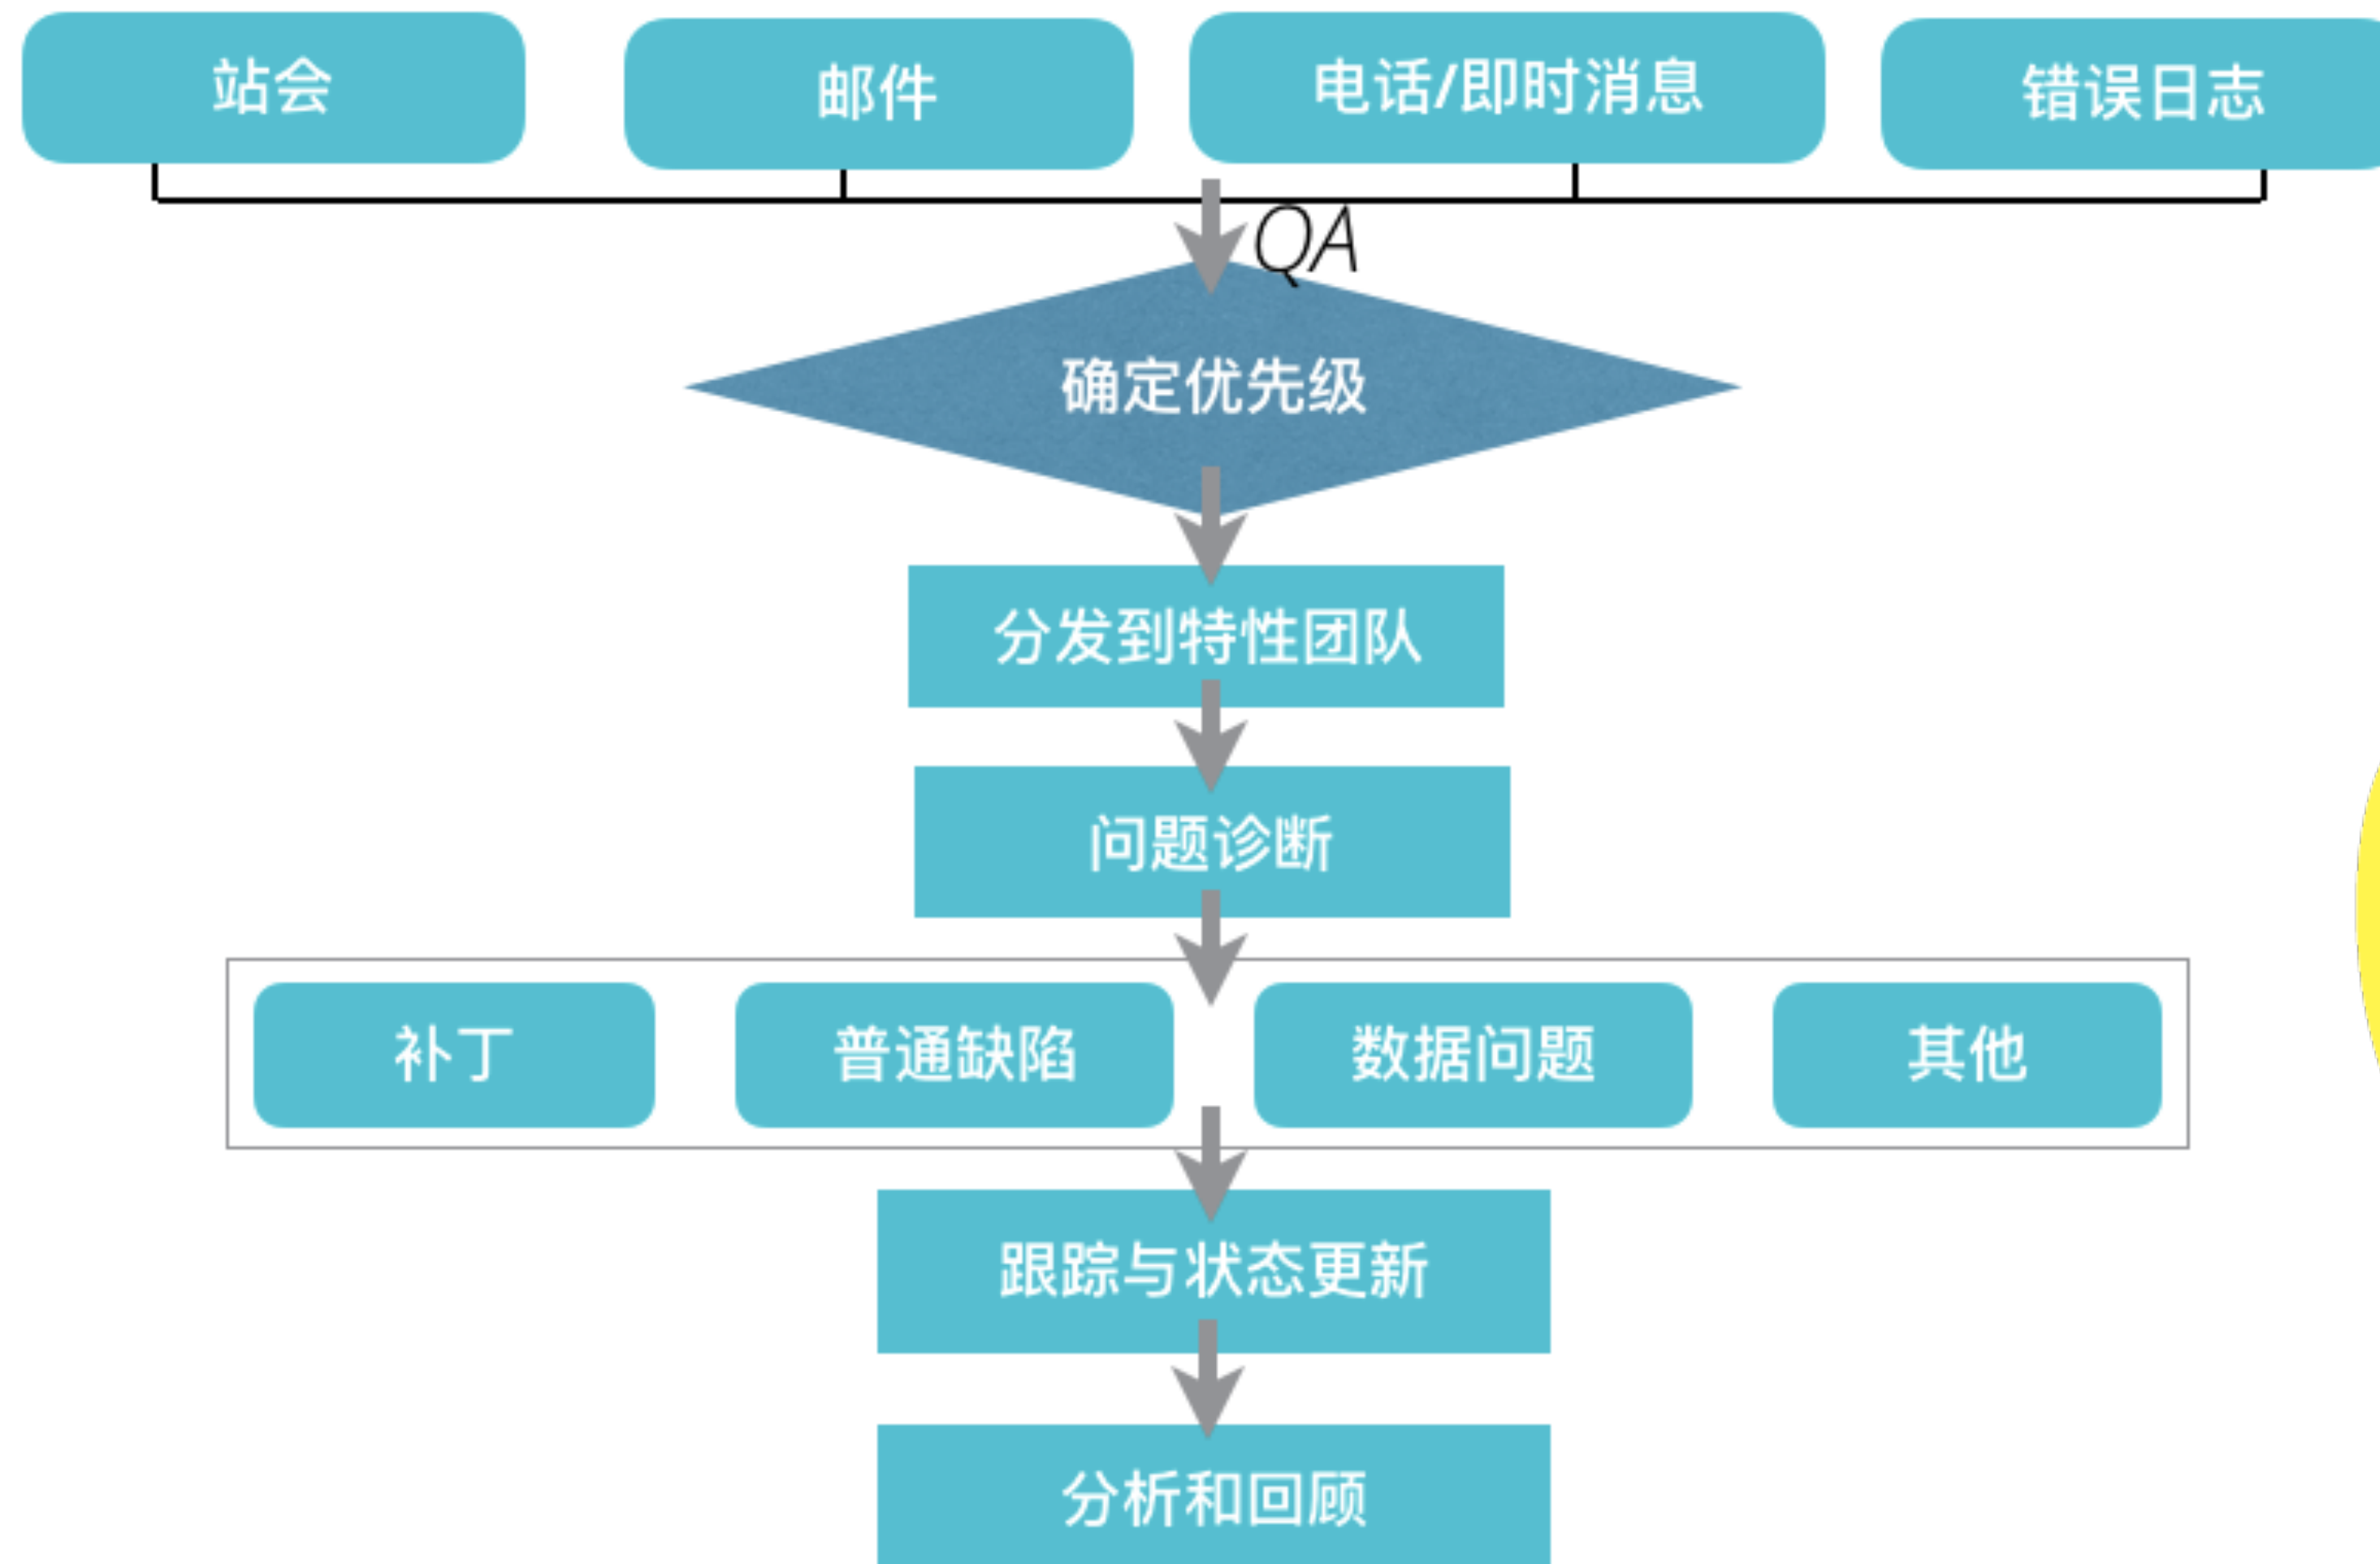 站会
邮件
电话/即时消息
错误日志
QA
确定优先级
分发到特性团队
问题诊断
补丁
普通缺陷
数据问题
其他
跟踪与状态更新
分析和回顾